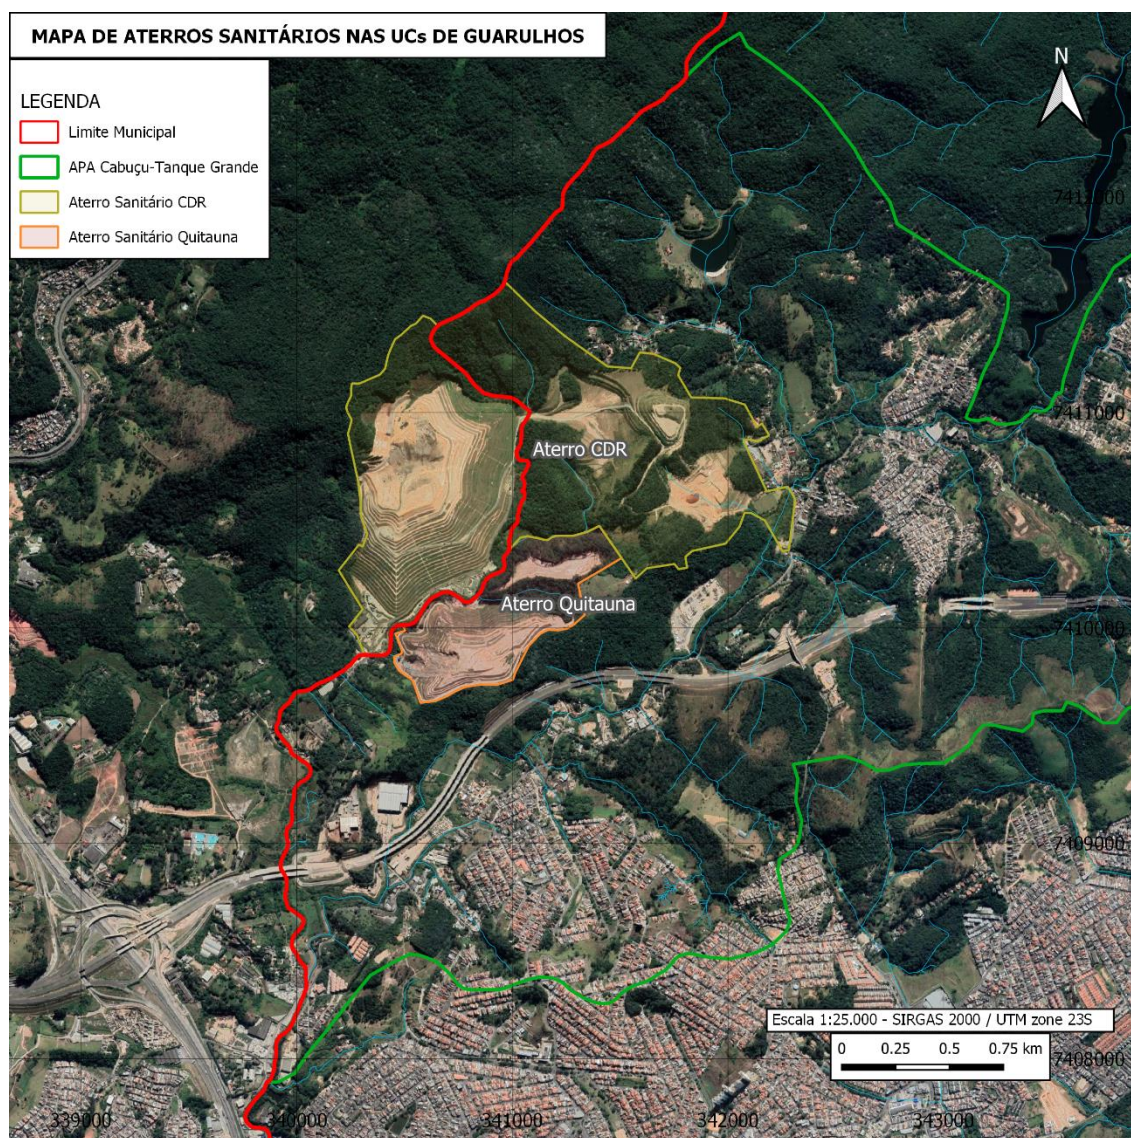 MAPA DE ATERROS SANITÁRIOS NAS UCs DE GUARULHOS
LEGENDA
Limite Municipal
APA Cabuçu-Tanque Grande
Aterro Sanitário CDR
Aterro Sanitário Quitauna
N
7412000
7411000
Aterro CDR
Aterro Quitauna
7410000
7409000
Escala 1:25.000 - SIRGAS 2000 / UTM zone 23S
0 0.25 0.5 0.75 km
7408000
339000 340000 341000 342000 343000